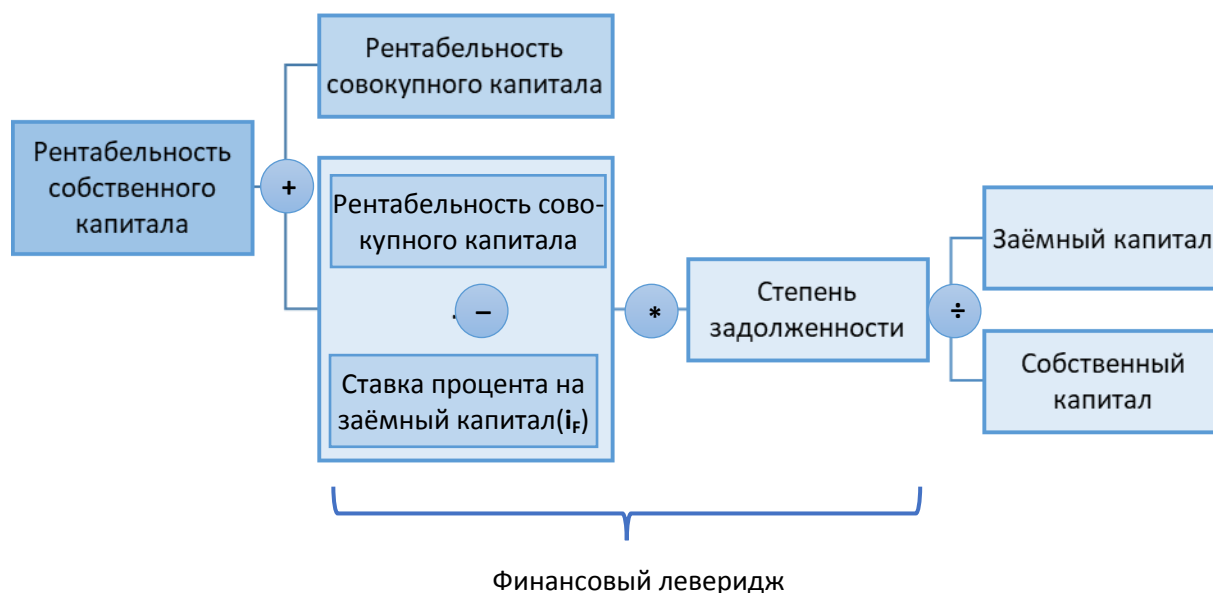 Рентабельность
совокупного капитала
Рентабельность
собственного
капитала
+
Рентабельность сово-
купного капитала
. –
Ставка процента на
заёмный капитал(iF)
*
Степень
задолженности
÷
Заёмный капитал
Собственный
капитал
Финансовый леверидж